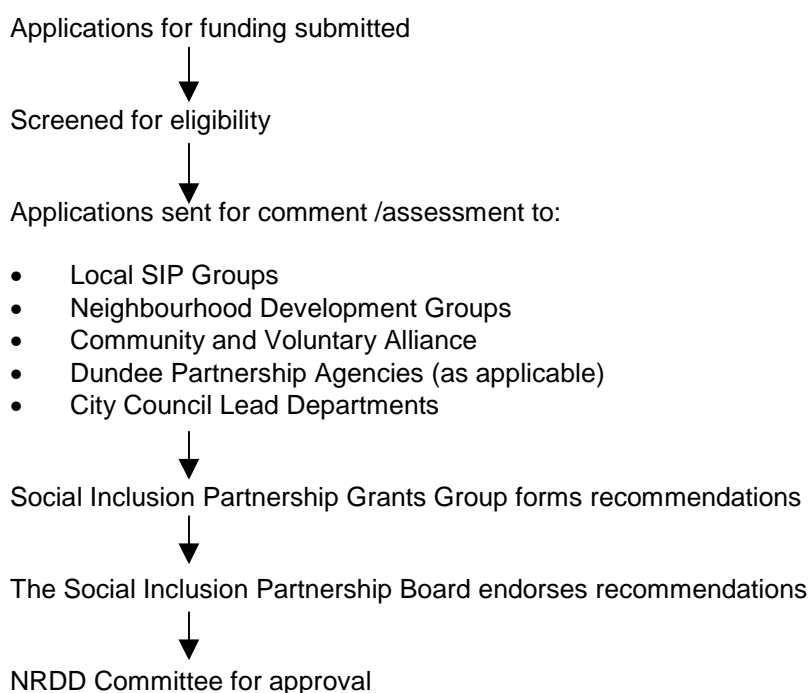 Applications for funding submitted
Screened for eligibility
Applications sent for comment /assessment to:
• Local SIP Groups
• Neighbourhood Development Groups
• Community and Voluntary Alliance
• Dundee Partnership Agencies (as applicable)
• City Council Lead Departments
Social Inclusion Partnership Grants Group forms recommendations
The Social Inclusion Partnership Board endorses recommendations
NRDD Committee for approval